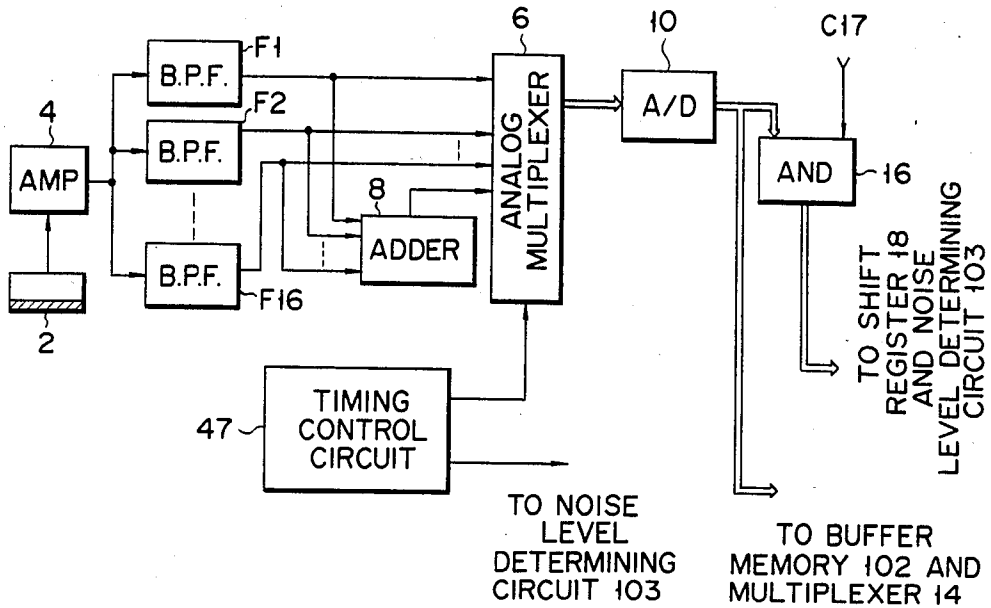 F1
B.P.F.
F2
B.P.F.
B.P.F.
F16
4
AMP
2
8
ADDER
6
ANALOG
MULTIPLEXER
10
A/D
C17
AND
16
TO SHIFT
REGISTER 18
AND NOISE
LEVEL DETERMINING
CIRCUIT 103
47
TIMING
CONTROL
CIRCUIT
TO NOISE
LEVEL
DETERMINING
CIRCUIT 103
TO BUFFER
MEMORY 102 AND
MULTIPLEXER 14